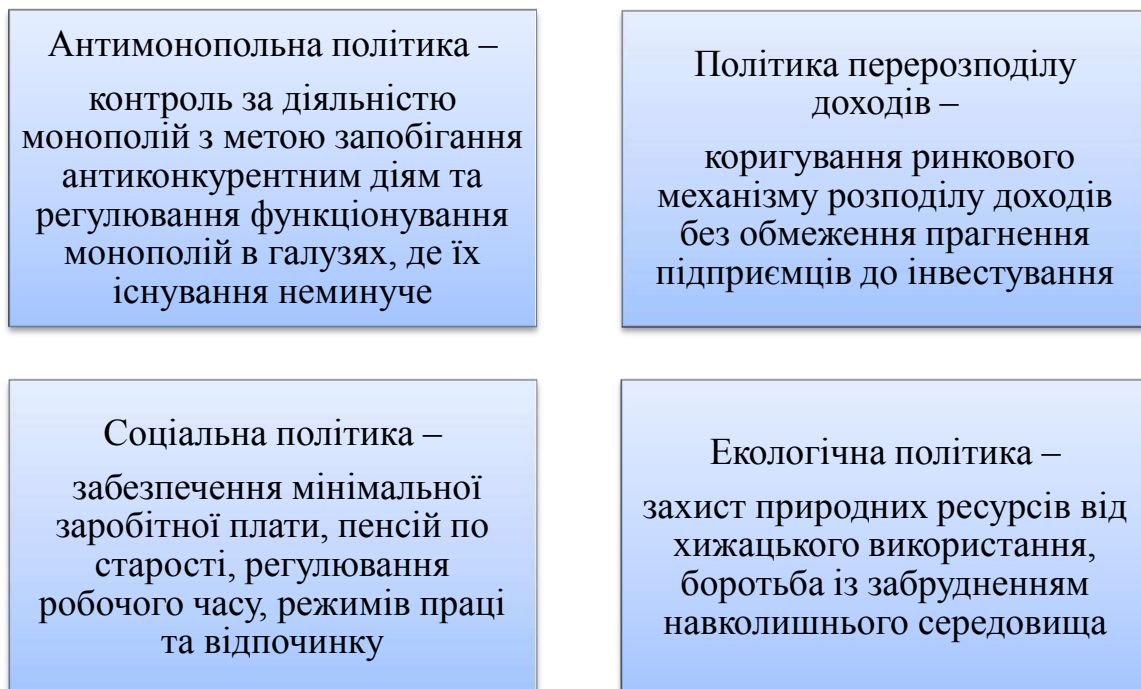 Антимонопольна політика –
контроль за діяльністю
монополій з метою запобігання
антиконкурентним діям та
регулювання функціонування
монополій в галузях, де їх
існування неминуче
Політика перерозподілу
доходів –
коригування ринкового
механізму розподілу доходів
без обмеження прагнення
підприємців до інвестування
Соціальна політика –
забезпечення мінімальної
заробітної плати, пенсій по
старості, регулювання
робочого часу, режимів праці
та відпочинку
Екологічна політика –
захист природних ресурсів від
хижацького використання,
боротьба із забрудненням
навколишнього середовища